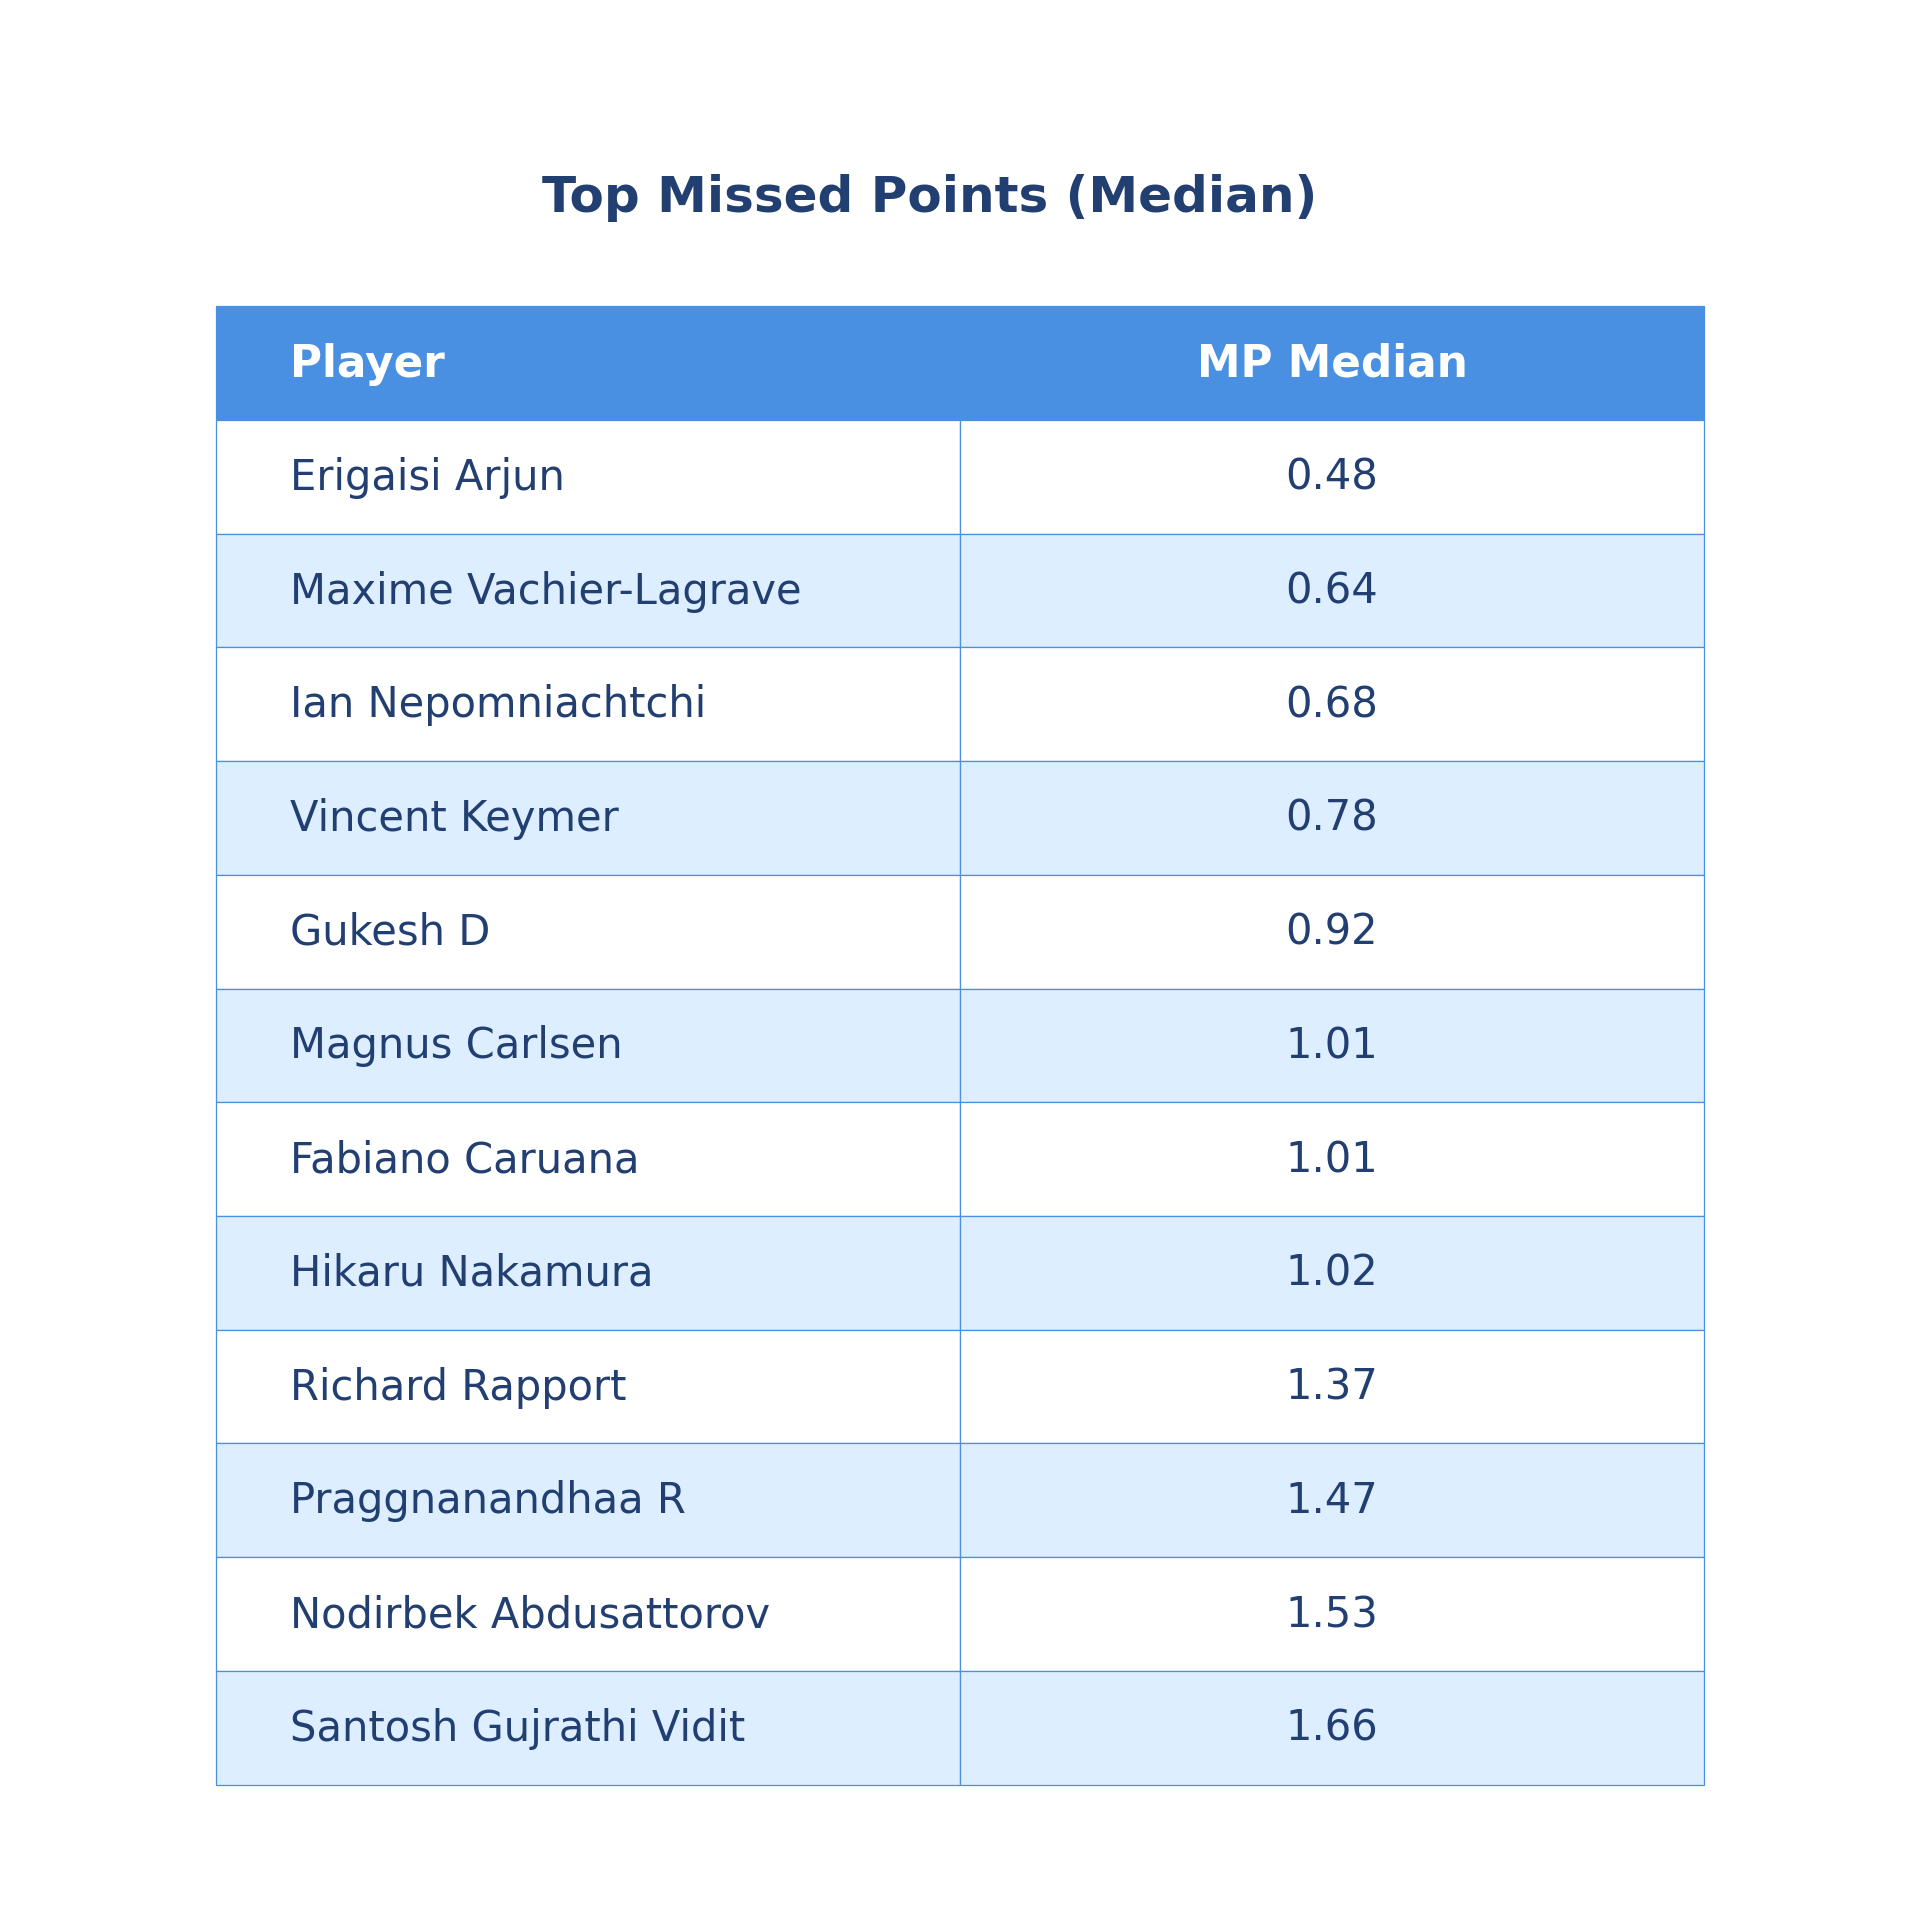 Top Missed Points (Median)
Player MP Median
Erigaisi Arjun 0.48
Maxime Vachier-Lagrave 0.64
Ian Nepomniachtchi 0.68
Vincent Keymer 0.78
Gukesh D 0.92
Magnus Carlsen 1.01
Fabiano Caruana 1.01
Hikaru Nakamura 1.02
Richard Rapport 1.37
Praggnanandhaa R 1.47
Nodirbek Abdusattorov 1.53
Santosh Gujrathi Vidit 1.66